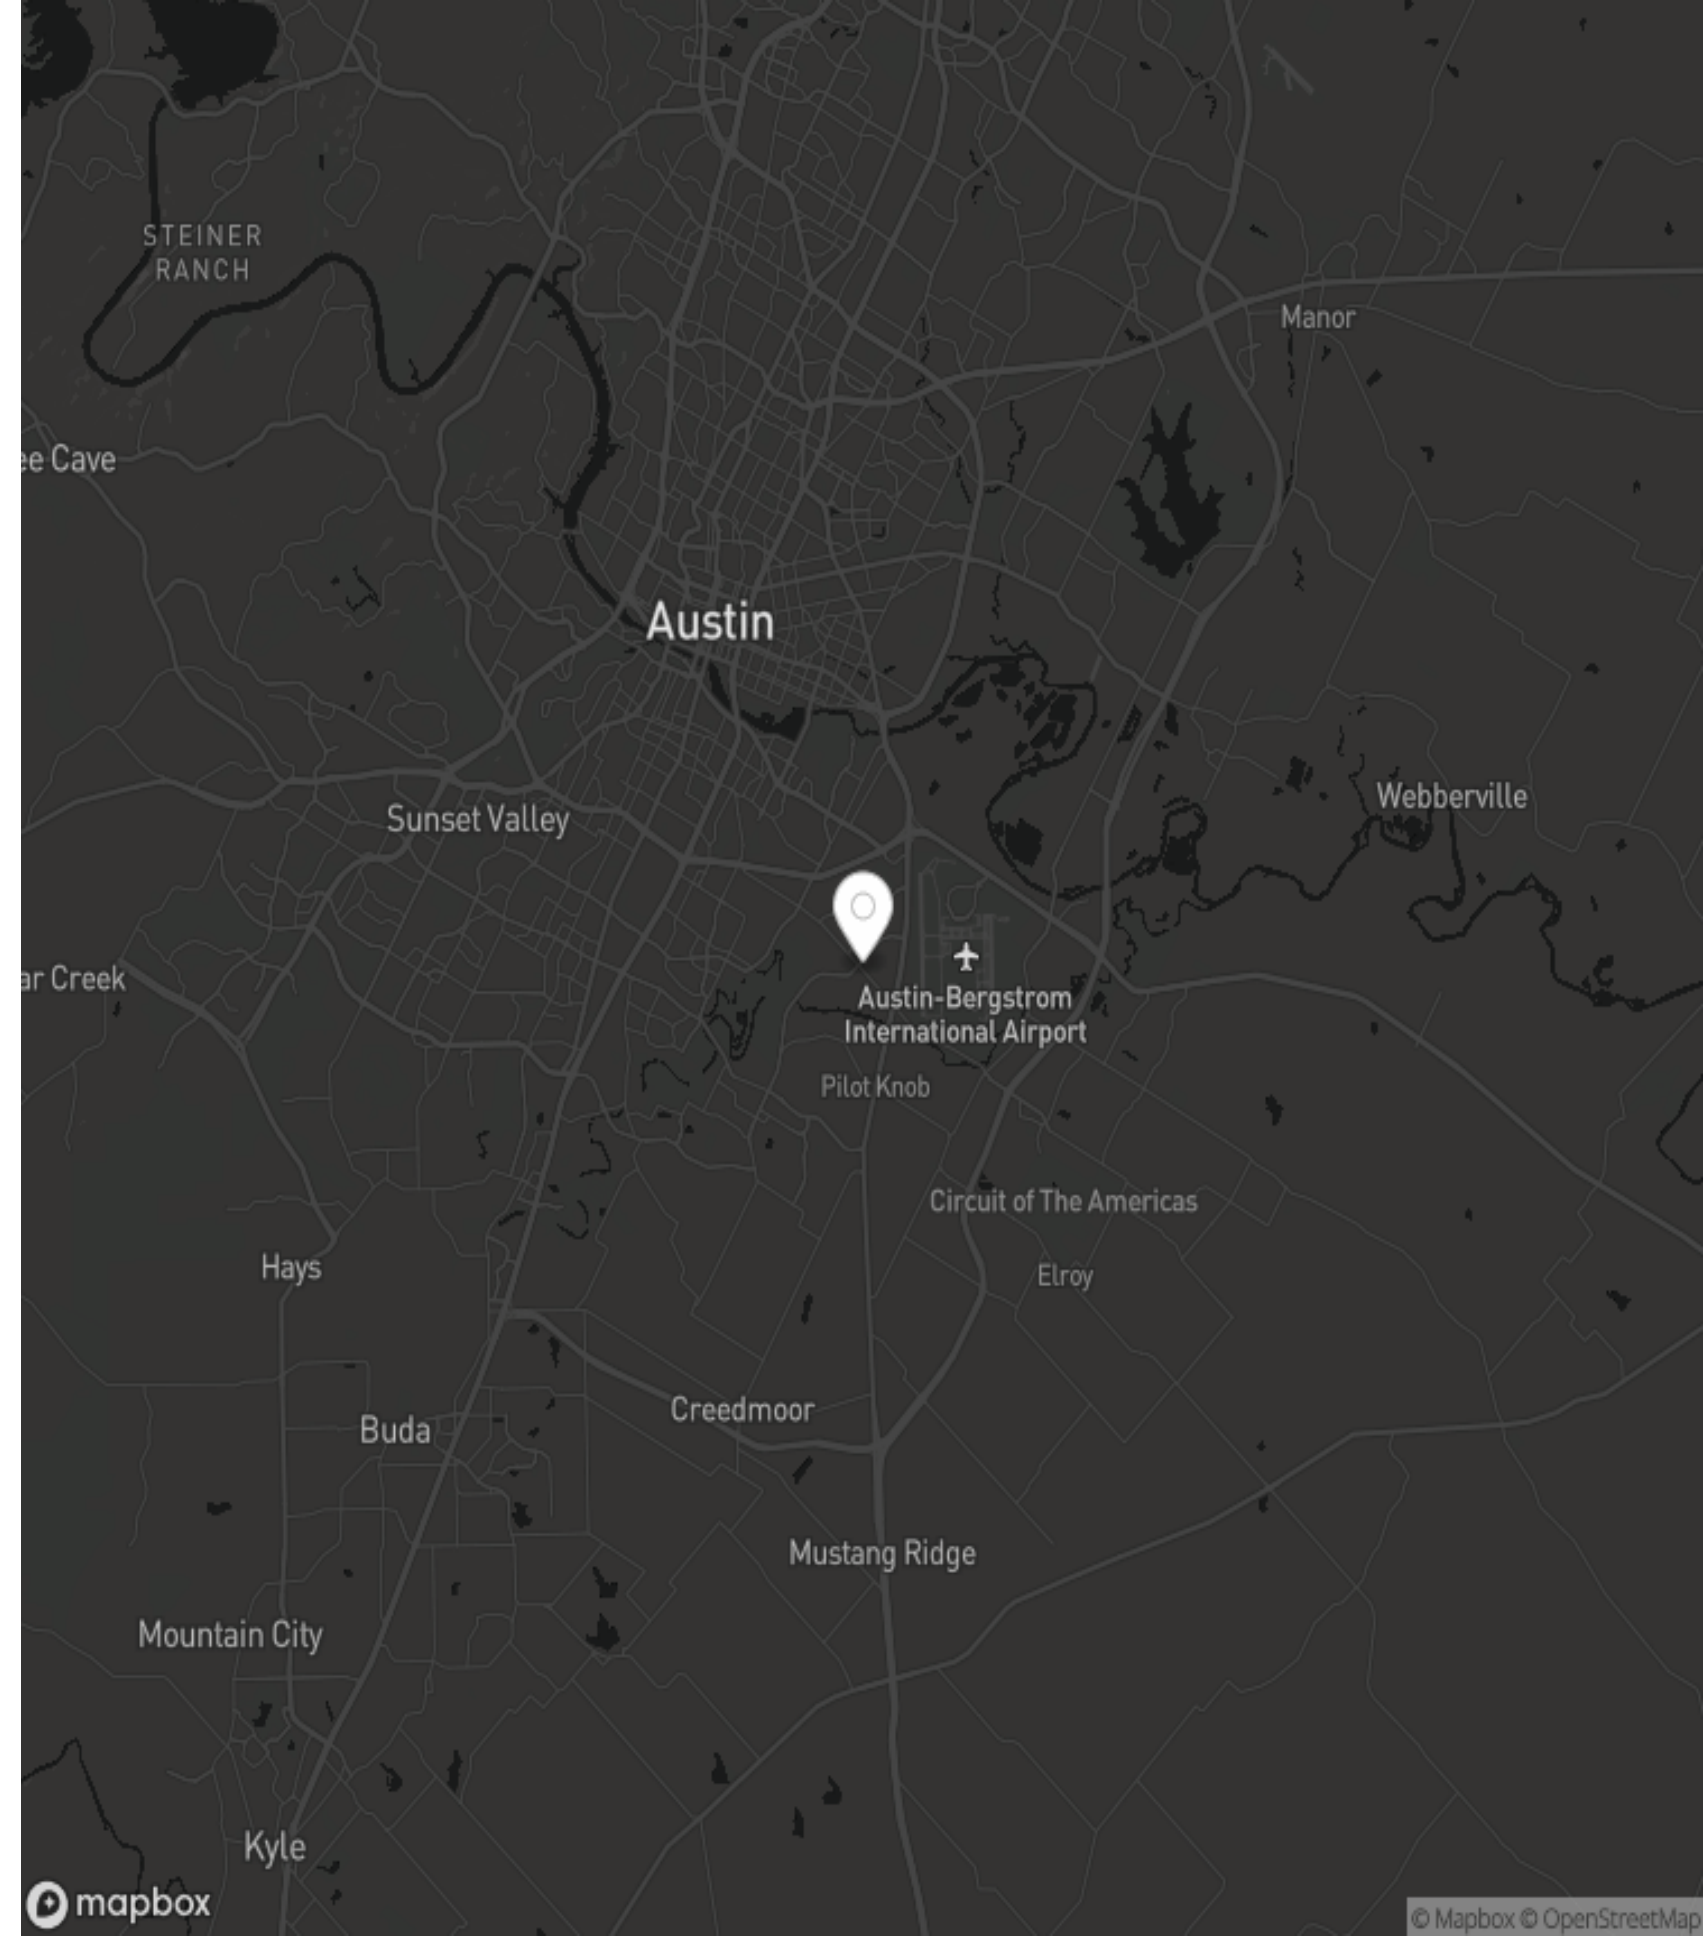 STEINER
RANCH
Manor
ee Cave
Austin
Webberville
Sunset Valley
ar Creek
Austin-Bergstrom
International Airport
Pilot Knob
Circuit of The Americas
Hays
Elroy
Creedmoor
Buda
Mustang Ridge
Mountain City
Kyle
mapbox
© Mapbox © OpenStreetMap